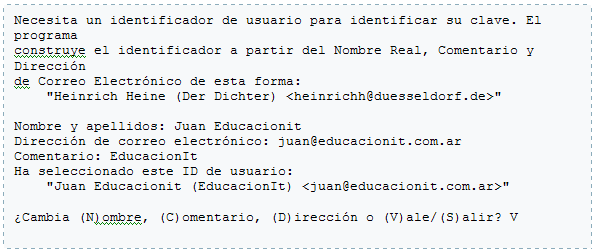 Necesita un identificador de usuario para identificar su clave. El
programa
construye el identificador a partir del Nombre Real, Comentario y
Dirección
de Correo Electrónico de esta forma:
"Heinrich Heine (Der Dichter) <heinrichh@duesseldorf.de>"
Nombre y apellidos: Juan Educacionit
Dirección de correo electrónico: juan@educacionit.com.ar
Comentario: EducacionIt
Ha seleccionado este ID de usuario:
"Juan Educacionit (EducacionIt) <juan@educacionit.com.ar>"
¿Cambia (N)ombre, (C)omentario, (D)irección o (V)ale/(S)alir? V